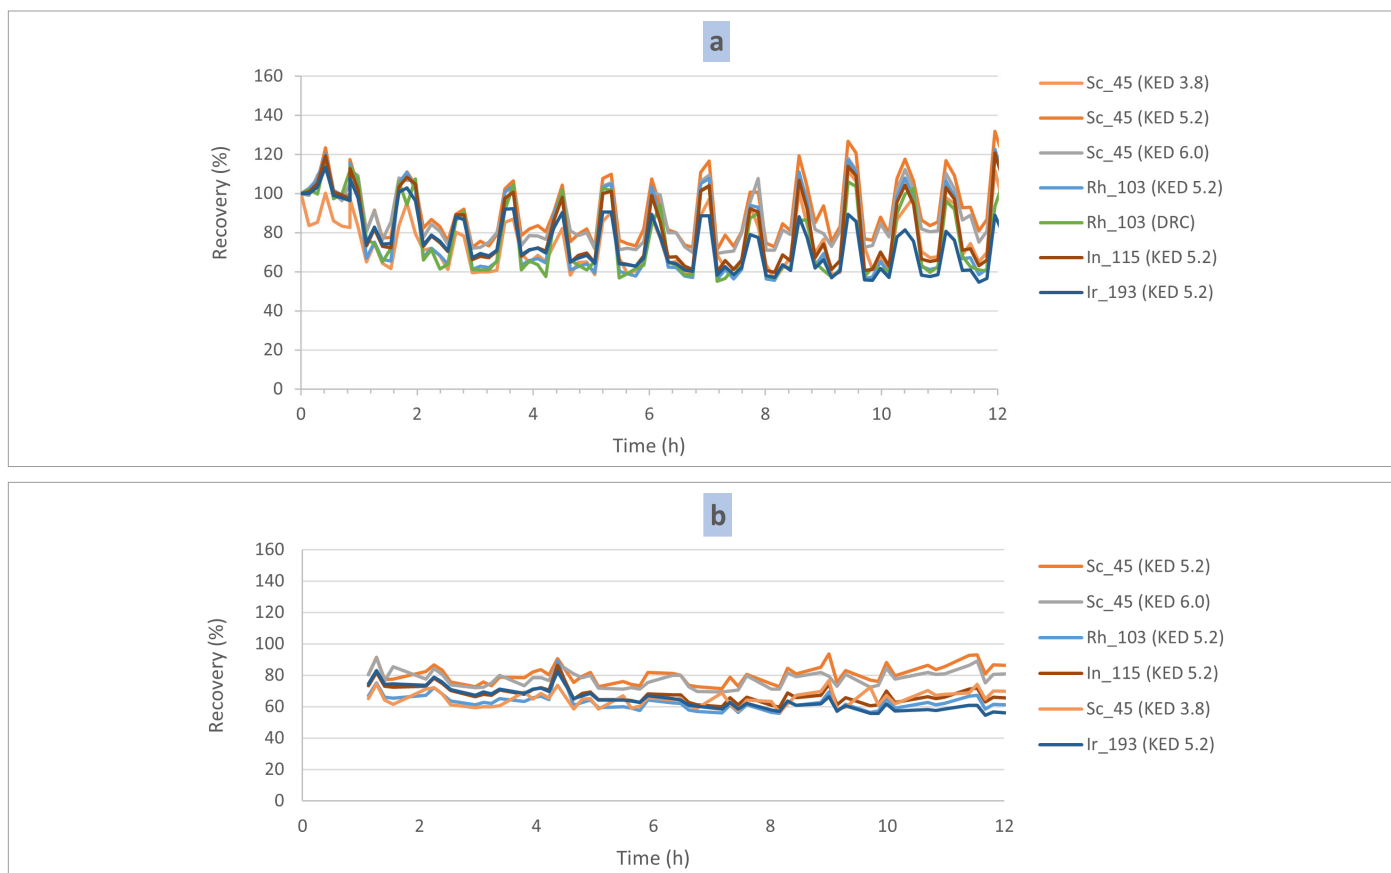 a
160
140
120
100
80
60
40
20
0
Recovery (%)
0 2 4 6 8 10 12
Time (h)
Sc_45 (KED 3.8)
Sc_45 (KED 5.2)
Sc_45 (KED 6.0)
Rh_103 (KED 5.2)
Rh_103 (DRC)
In_115 (KED 5.2)
Ir_193 (KED 5.2)
b
160
140
120
100
80
60
40
20
0
Recovery (%)
0 2 4 6 8 10 12
Time (h)
Sc_45 (KED 5.2)
Sc_45 (KED 6.0)
Rh_103 (KED 5.2)
In_115 (KED 5.2)
Sc_45 (KED 3.8)
Ir_193 (KED 5.2)